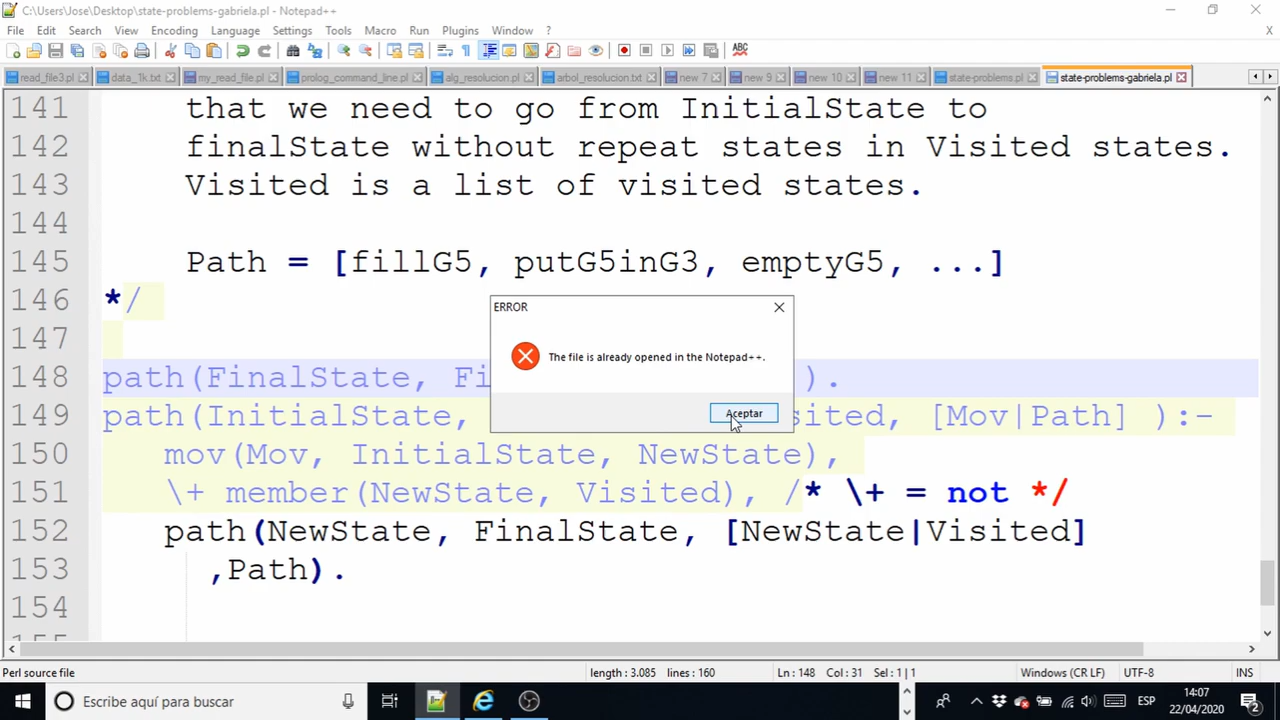 C:\Users\Jose\Desktop\state-problems-gabriela.pl - Notepad++
File Edit Search View Encoding Language Settings Tools Macro Run Plugins Window ? X
read_file3.pl data_1k.txt my_read_file.pl prolog_command_line.pl alg_resolucion.pl arbol_resolucion.txt new 7 new 9 new 10 new 11 state-problems.pl state-problems-gabriela.pl
141 that we need to go from InitialState to
142 finalState without repeat states in Visited states.
143 Visited is a list of visited states.
144
145 Path = [fillG5, putG5inG3, emptyG5, ...]
146 */
147
148 path(FinalState, Fi ).
149 path(InitialState, sited, [Mov|Path] ):-
150 mov(Mov, InitialState, NewState),
151 \+ member(NewState, Visited), /* \+ = not */
152 path(NewState, FinalState, [NewState|Visited]
153 ,Path).
154
ERROR
The file is already opened in the Notepad++.
Aceptar
Perl source file length : 3.085 lines : 160 Ln : 148 Col : 31 Sel : 1 | 1 Windows (CR LF) UTF-8 INS
Escribe aquí para buscar ESP 14:07
22/04/2020 2